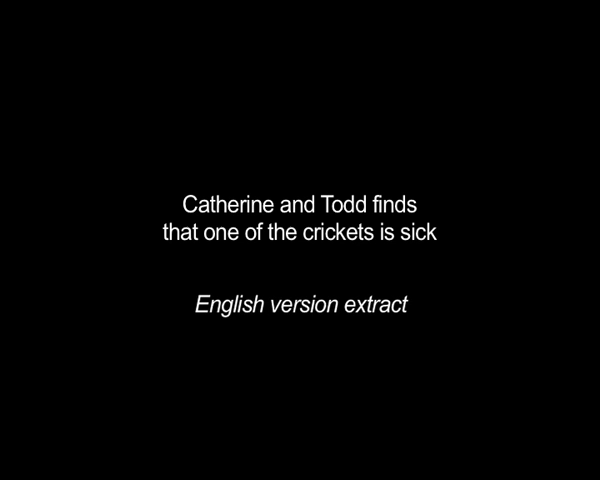 Catherine and Todd finds
that one of the crickets is sick
English version extract